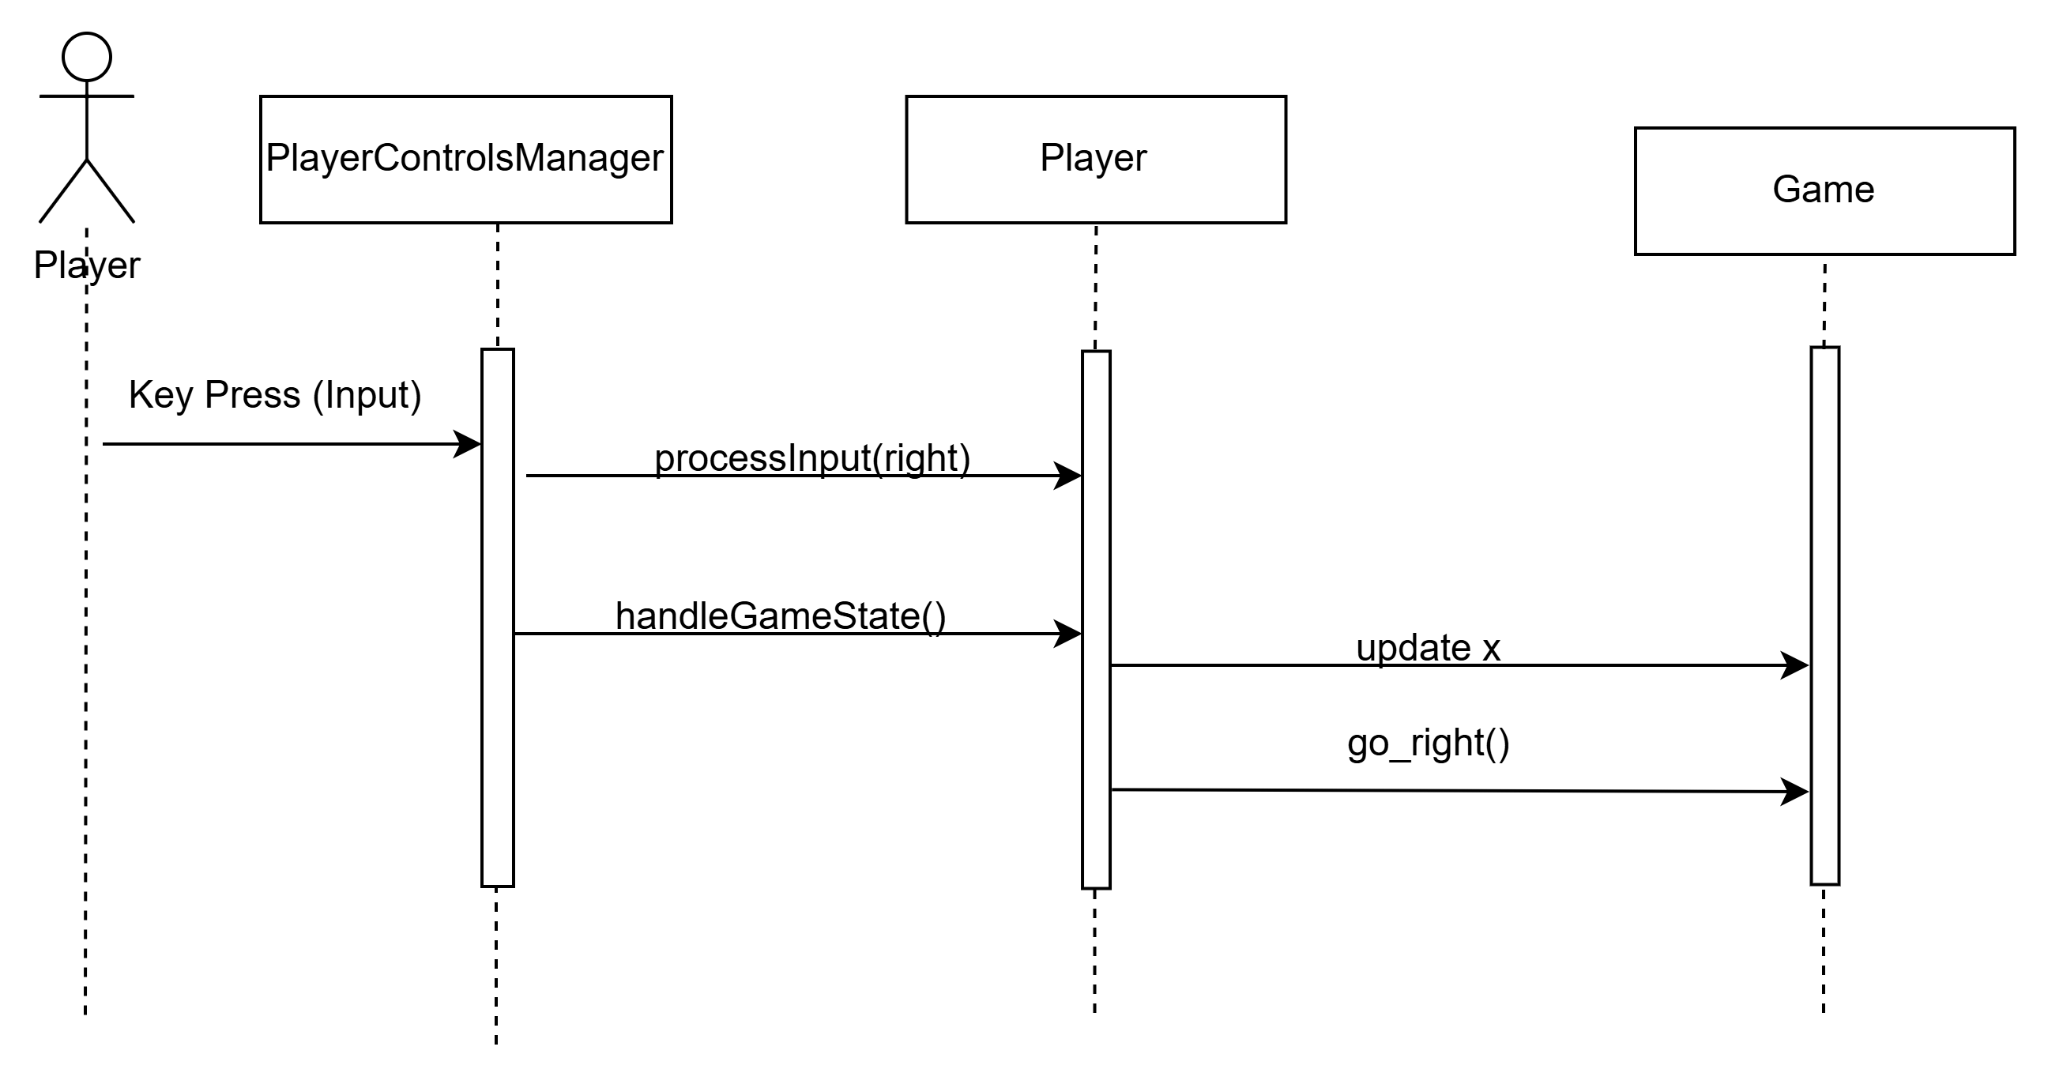 PlayerControlsManager
Player
Game
Player
Key Press (Input)
processInput(right)
handleGameState()
update x
go_right()